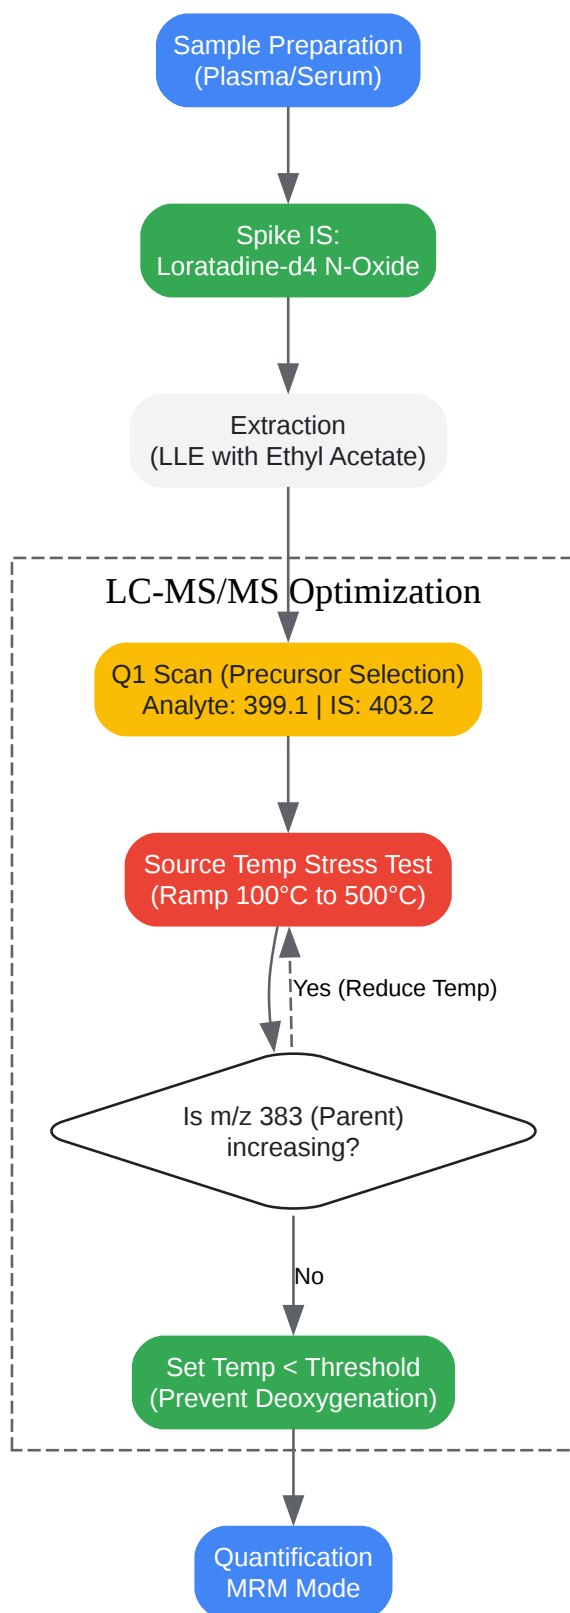 Sample Preparation
(Plasma/Serum)
Spike IS:
Loratadine-d4 N-Oxide
Extraction
(LLE with Ethyl Acetate)
LC-MS/MS Optimization
Q1 Scan (Precursor Selection)
Analyte: 399.1 | IS: 403.2
Source Temp Stress Test
(Ramp 100°C to 500°C)
Yes (Reduce Temp)
Is m/z 383 (Parent)
increasing?
No
Set Temp < Threshold
(Prevent Deoxygenation)
Quantification
MRM Mode